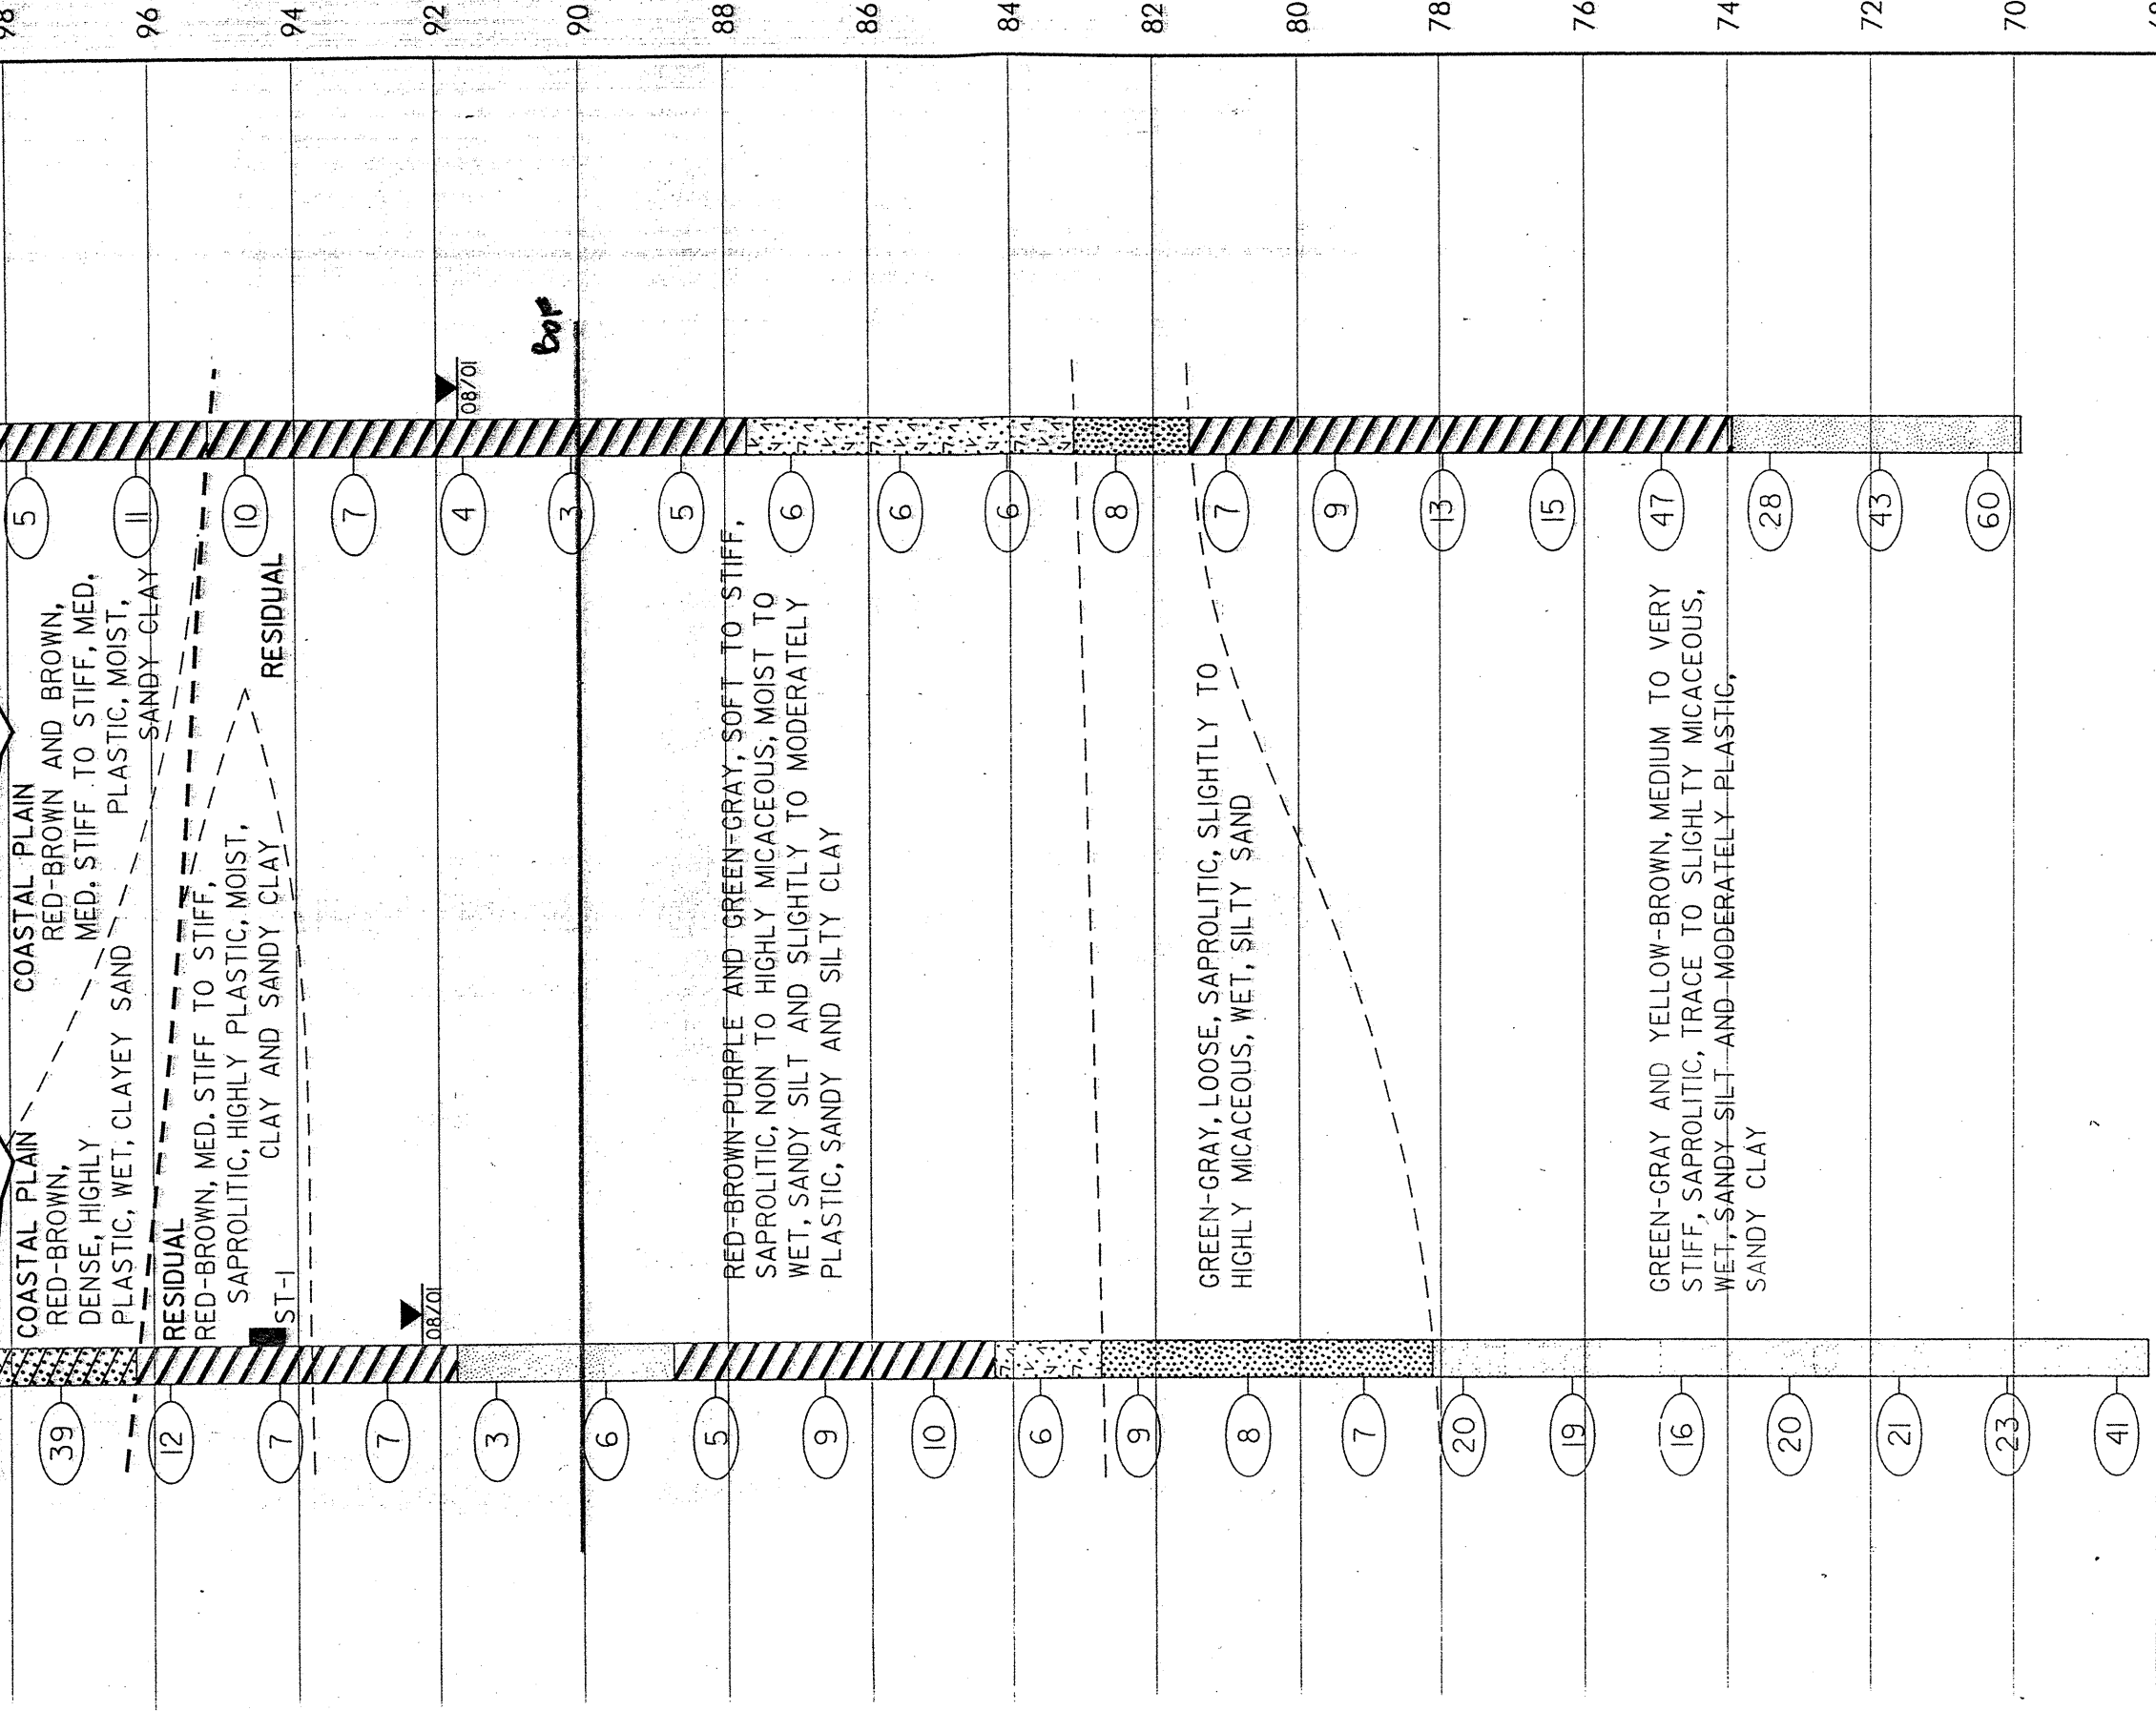 COASTAL PLAIN
RED-BROWN,
DENSE, HIGHLY
PLASTIC, WET, CLAYEY SAND
COASTAL PLAIN
RED-BROWN AND BROWN,
MED. STIFF TO STIFF, MED.
PLASTIC, MOIST,
SANDY CLAY
RESIDUAL
RED-BROWN, MED. STIFF TO STIFF,
SAPROLITIC, HIGHLY PLASTIC, MOIST,
CLAY AND SANDY CLAY
ST-1
RESIDUAL
08/01
08/01
BOF
RED-BROWN-PURPLE AND GREEN-GRAY, SOFT TO STIFF,
SAPROLITIC, NON TO HIGHLY MICACEOUS, MOIST TO
WET, SANDY SILT AND SLIGHTLY TO MODERATELY
PLASTIC, SANDY AND SILTY CLAY
GREEN-GRAY, LOOSE, SAPROLITIC, SLIGHTLY TO
HIGHLY MICACEOUS, WET, SILTY SAND
GREEN-GRAY AND YELLOW-BROWN, MEDIUM TO VERY
STIFF, SAPROLITIC, TRACE TO SLIGHLTY MICACEOUS,
WET, SANDY SILT AND MODERATELY PLASTIC,
SANDY CLAY
39
12
7
7
3
6
5
9
10
6
9
8
7
20
19
16
20
21
23
41
5
11
10
7
4
3
5
6
6
6
8
7
9
13
15
47
28
43
60
98
96
94
92
90
88
86
84
82
80
78
76
74
72
70